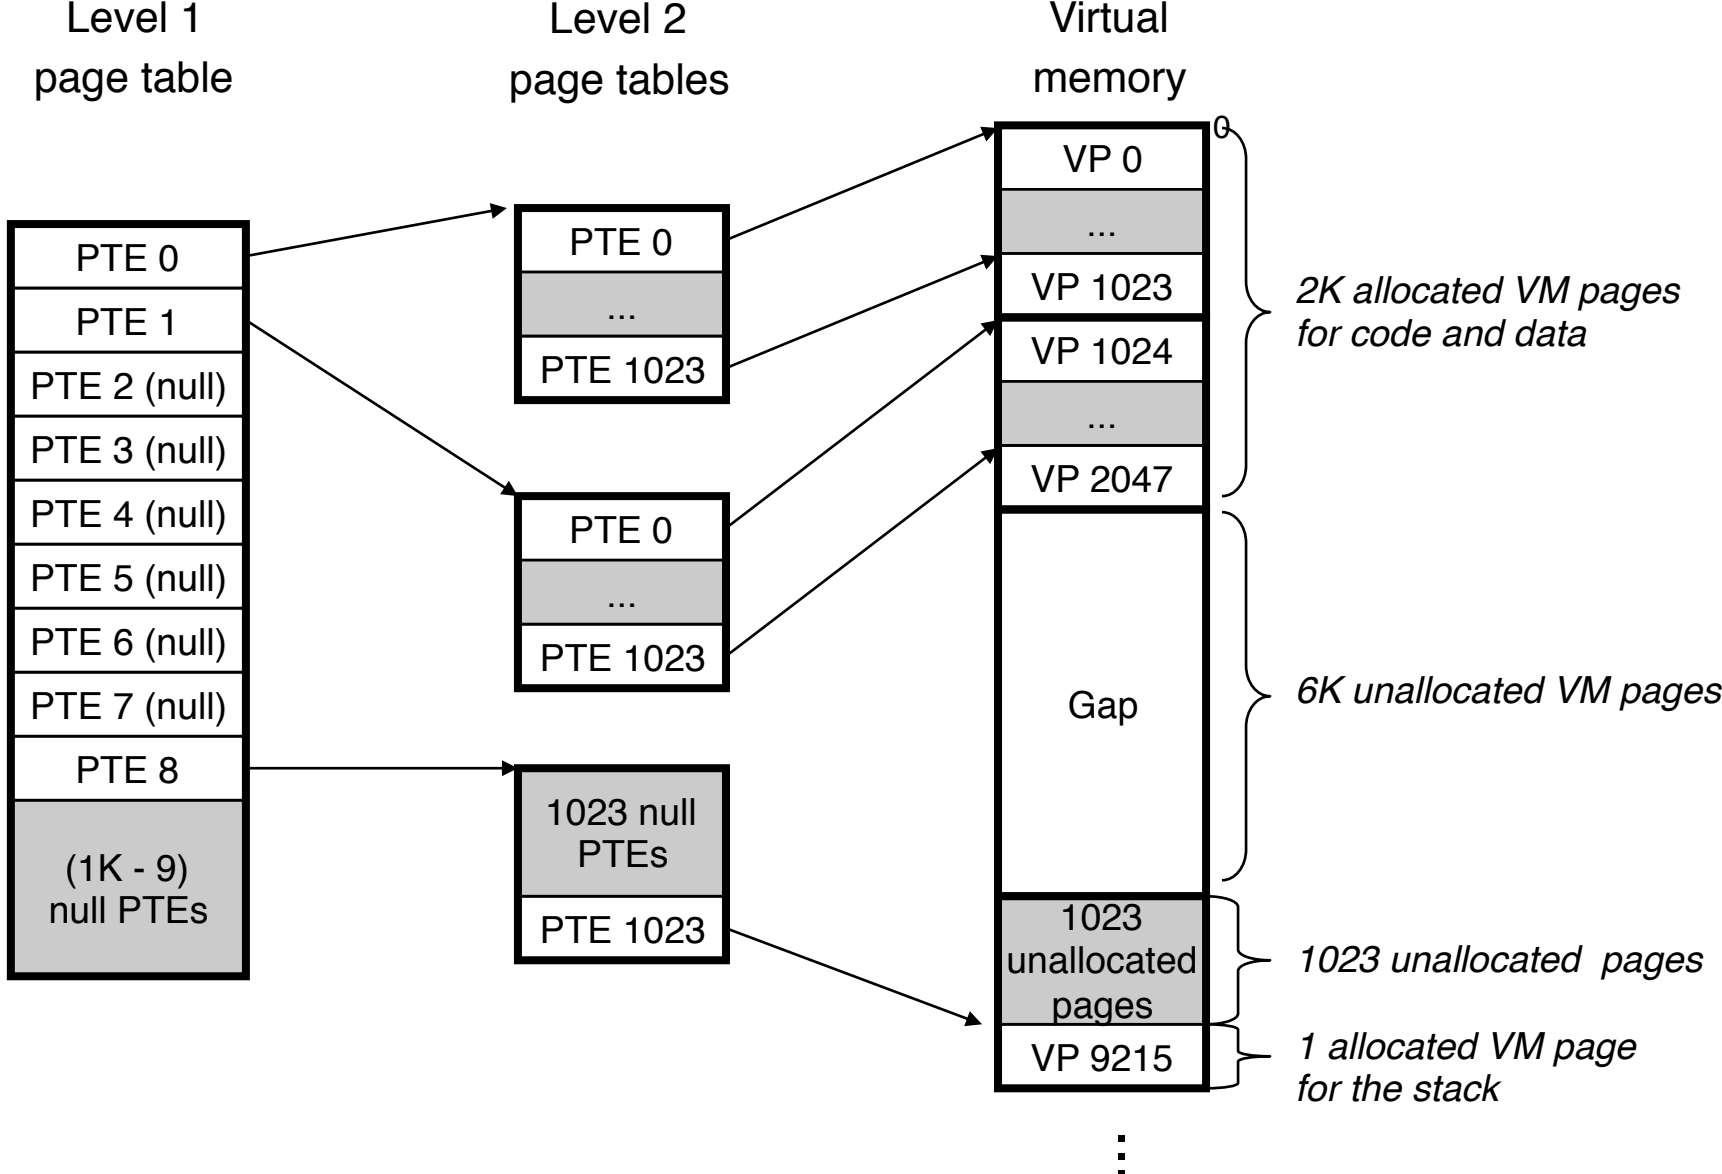 Level 1
page table
Level 2
page tables
Virtual
memory
PTE 0
PTE 1
PTE 2 (null)
PTE 3 (null)
PTE 4 (null)
PTE 5 (null)
PTE 6 (null)
PTE 7 (null)
PTE 8
(1K - 9)
null PTEs
PTE 0
...
PTE 1023
PTE 0
...
PTE 1023
1023 null
PTEs
PTE 1023
0
VP 0
...
VP 1023
VP 1024
...
VP 2047
Gap
1023
unallocated
pages
VP 9215
2K allocated VM pages
for code and data
6K unallocated VM pages
1023 unallocated  pages
1 allocated VM page
for the stack